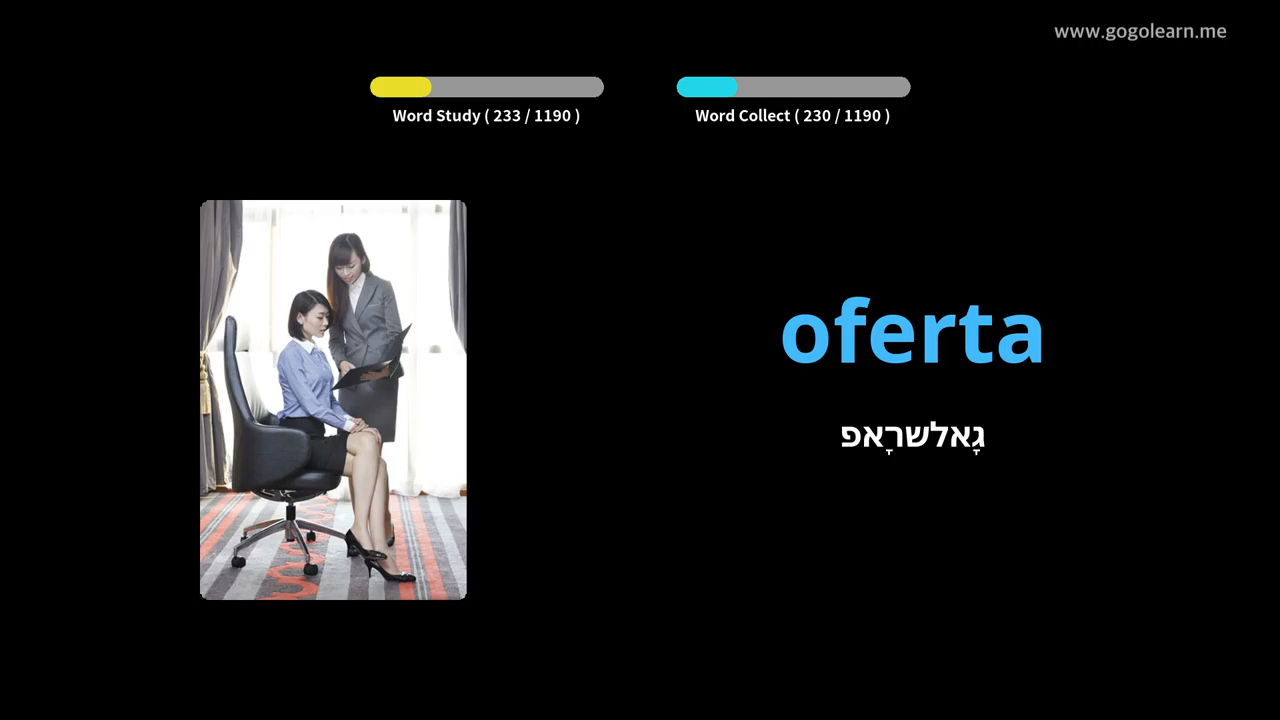 www.gogolearn.me
Word Study ( 233 / 1190 )
Word Collect ( 230 / 1190 )
oferta
גָאלשרָאפ